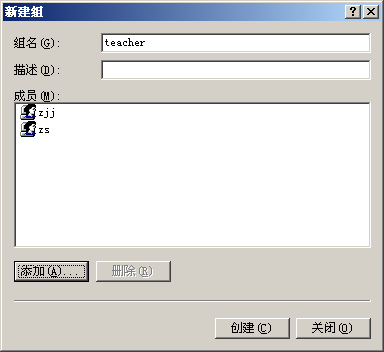 新建组
组名(G): teacher
描述(D):
成员(M):
zjj
zs
添加(A)... 删除(R)
创建(C) 关闭(O)